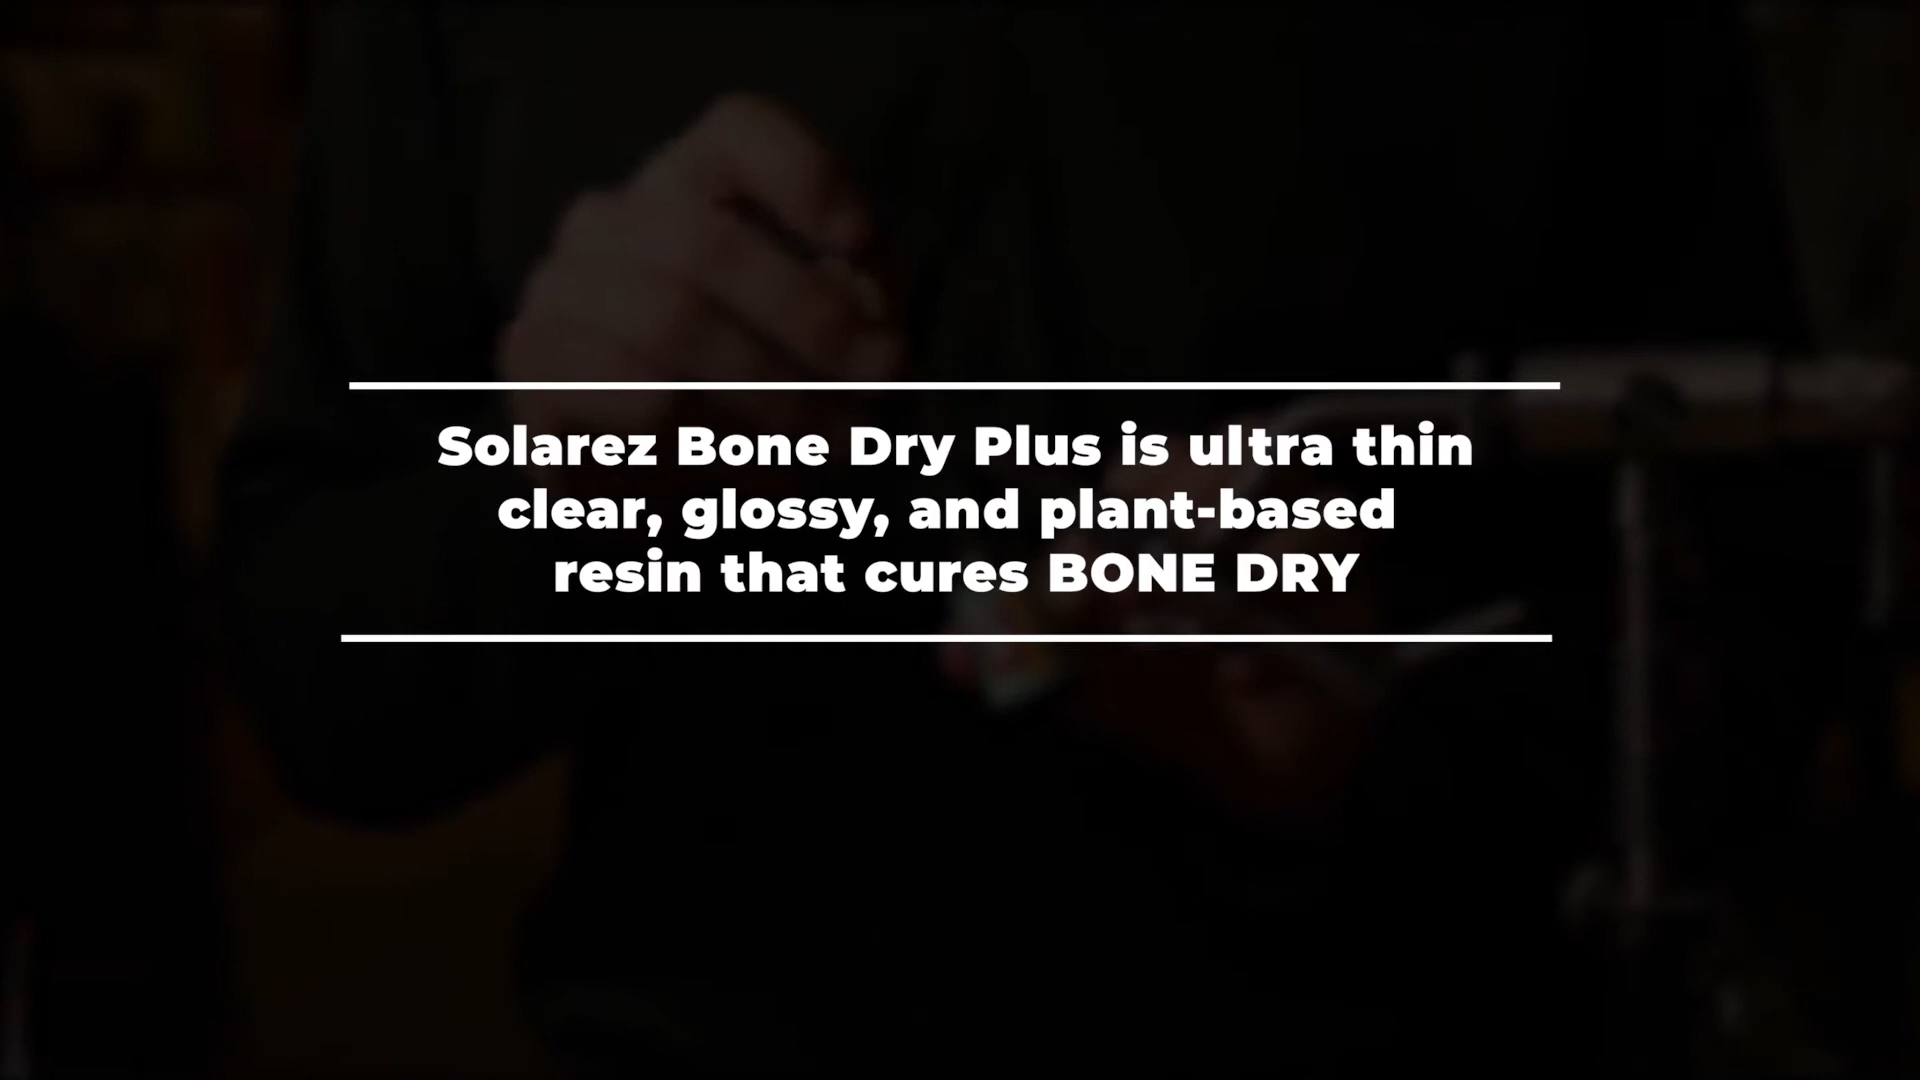 Solarez Bone Dry Plus is ultra thin
clear, glossy, and plant-based
resin that cures BONE DRY